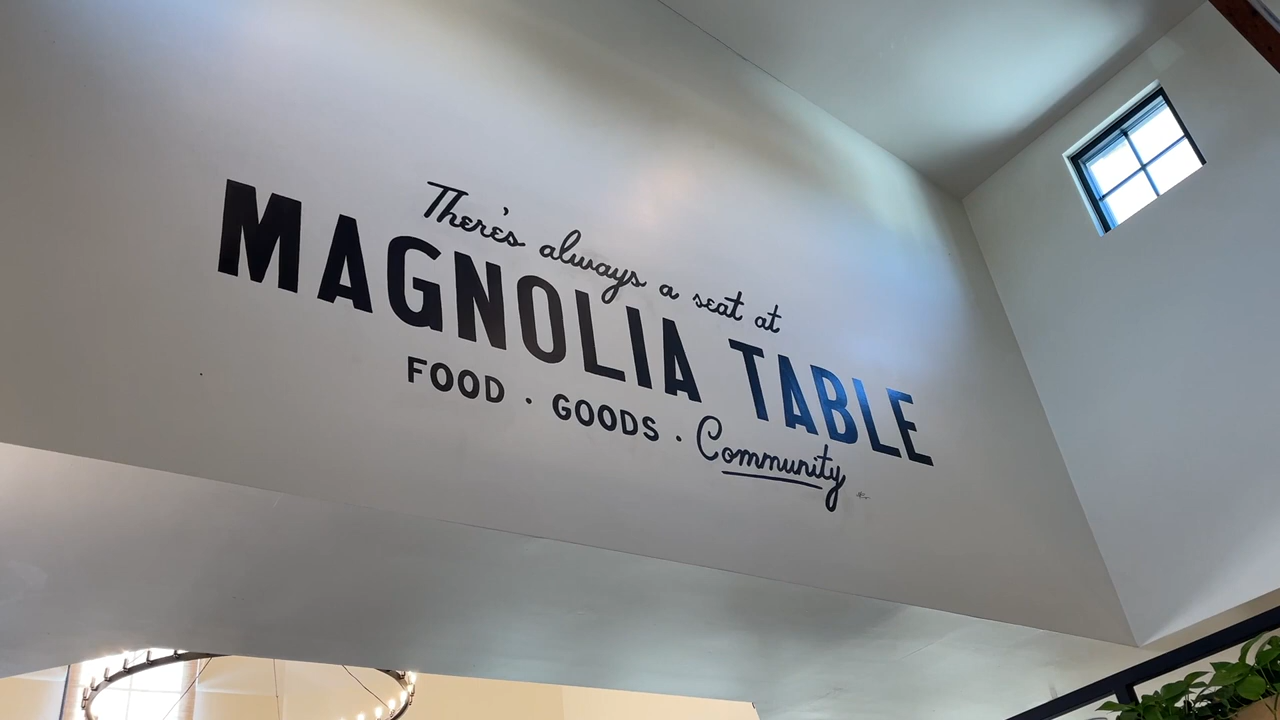 There's always a seat at
MAGNOLIA TABLE
FOOD · GOODS · Community